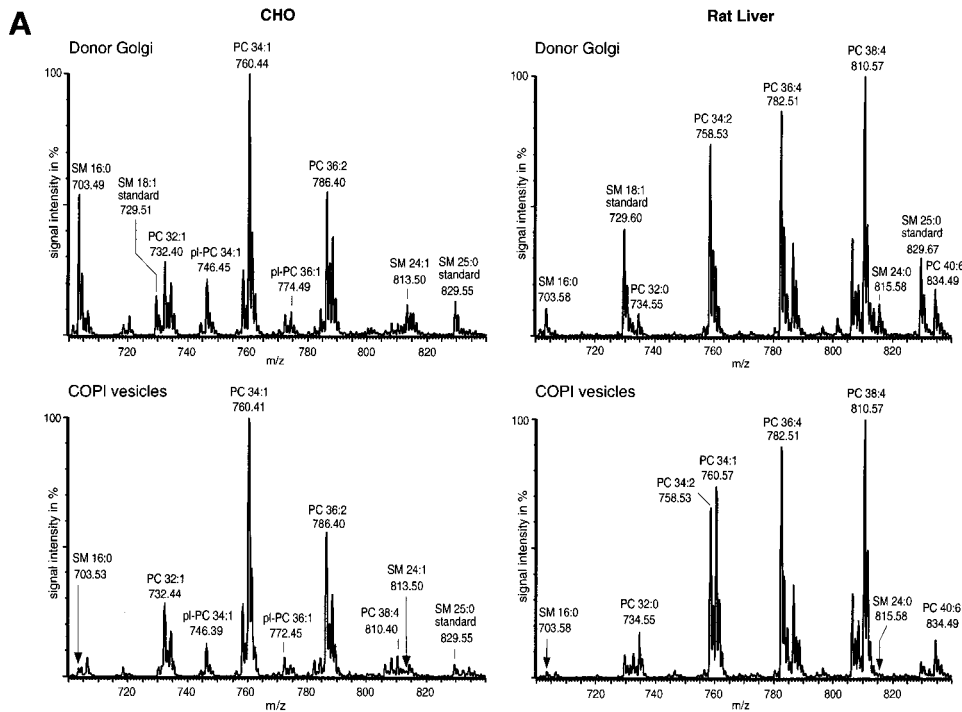 A
CHO
Donor Golgi
PC 34:1
760.44
100
signal intensity in %
SM 16:0
703.49
SM 18:1
standard
729.51
PC 32:1
732.40
pl-PC 34:1
746.45
PC 36:2
786.40
pl-PC 36:1
774.49
SM 24:1
813.50
SM 25:0
standard
829.55
720
740
760
780
800
820
m/z
Rat Liver
Donor Golgi
PC 38:4
810.57
100
signal intensity in %
PC 36:4
782.51
PC 34:2
758.53
SM 18:1
standard
729.60
SM 16:0
703.58
PC 32:0
734.55
SM 25:0
standard
829.67
SM 24:0
815.58
PC 40:6
834.49
720
740
760
780
800
820
m/z
COPI vesicles
PC 34:1
760.41
100
signal intensity in %
SM 16:0
703.53
PC 32:1
732.44
pl-PC 34:1
746.39
PC 36:2
786.40
pl-PC 36:1
772.45
PC 38:4
810.40
SM 24:1
813.50
SM 25:0
standard
829.55
720
740
760
780
800
820
m/z
COPI vesicles
PC 38:4
810.57
100
signal intensity in %
PC 36:4
782.51
PC 34:1
760.57
PC 34:2
758.53
SM 16:0
703.58
PC 32:0
734.55
SM 24:0
815.58
PC 40:6
834.49
720
740
760
780
800
820
m/z